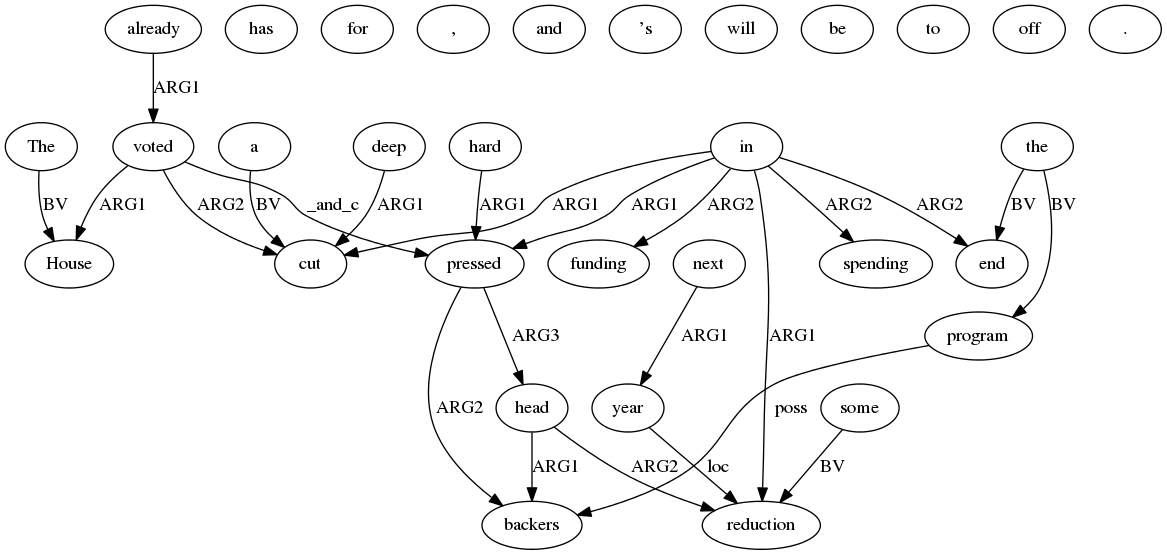 already has for , and ’s will be to off .
ARG1
The voted a deep hard in the
BV ARG1 ARG2 BV ARG1 _and_c ARG1 ARG1 ARG1 ARG2 ARG2 ARG2 BV BV
House cut pressed funding next spending end
ARG3 ARG1 ARG1 program
ARG2 head year poss some
ARG1 ARG2 loc BV
backers reduction